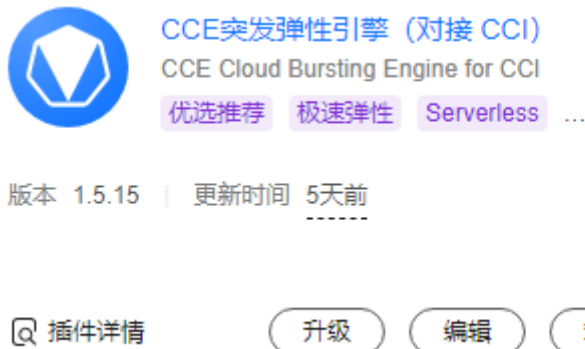 CCE突发弹性引擎（对接 CCI）
CCE Cloud Bursting Engine for CCI
优选推荐 极速弹性 Serverless ...
版本 1.5.15 更新时间 5天前
插件详情 升级 编辑